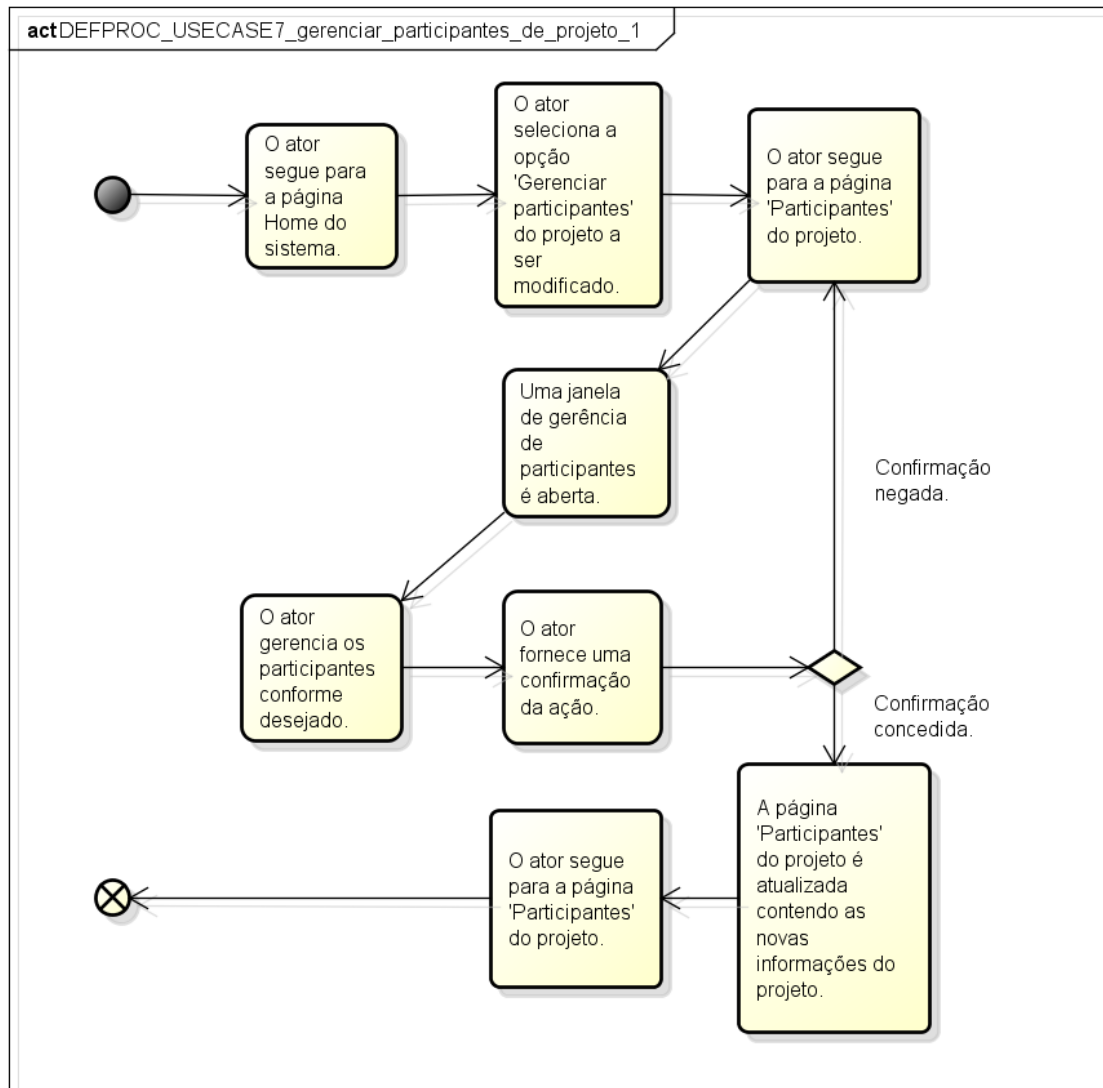 actDEFPROC_USECASE7_gerenciar_participantes_de_projeto_1
O ator
segue para
a página
Home do
sistema.
O ator
seleciona a
opção
'Gerenciar
participantes'
do projeto a
ser
modificado.
O ator segue
para a página
'Participantes'
do projeto.
Uma janela
de gerência
de
participantes
é aberta.
Confirmação
negada.
O ator
gerencia os
participantes
conforme
desejado.
O ator
fornece uma
confirmação
da ação.
Confirmação
concedida.
A página
'Participantes'
do projeto é
atualizada
contendo as
novas
informações do
projeto.
O ator segue
para a página
'Participantes'
do projeto.